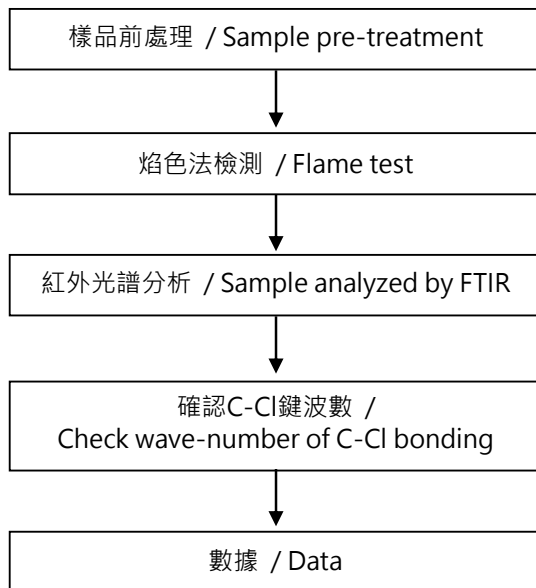 樣品前處理 / Sample pre-treatment
焰色法檢測 / Flame test
紅外光譜分析 / Sample analyzed by FTIR
確認C-Cl鍵波數 /
Check wave-number of C-Cl bonding
數據 / Data